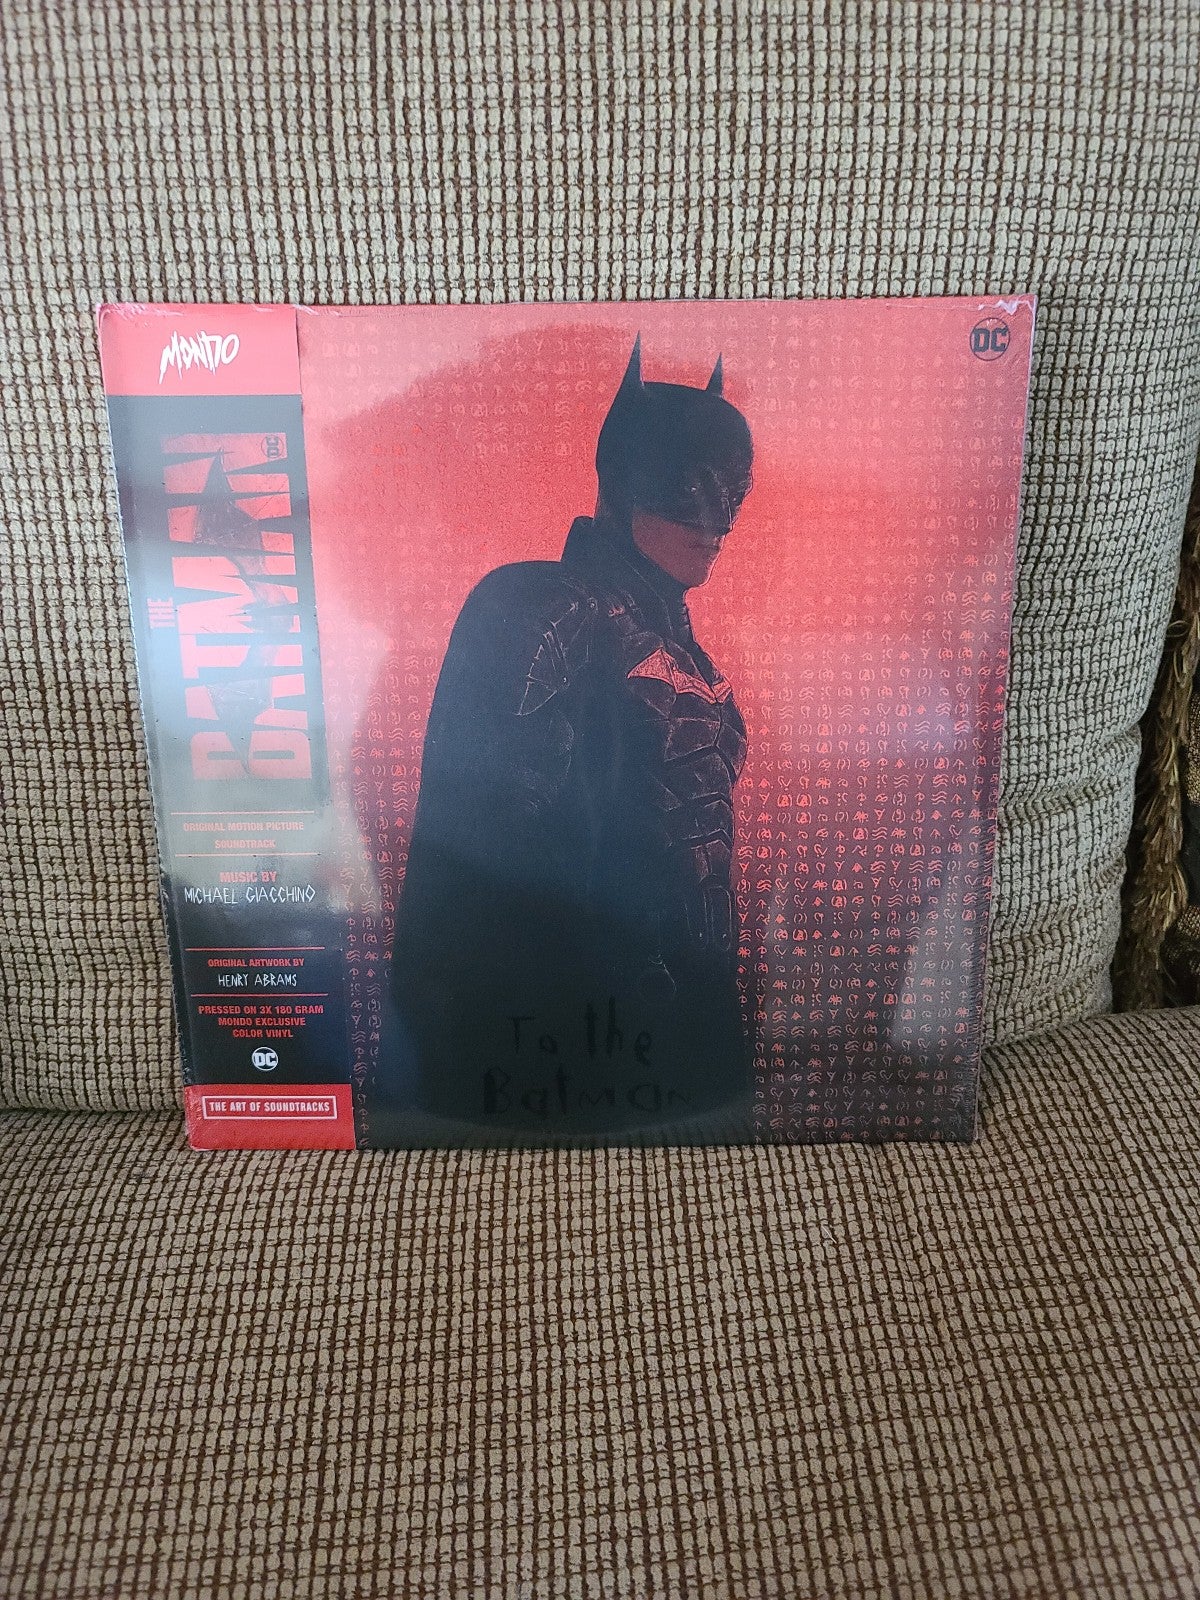 MONDO
DC
THE
BATMAN
DC
ORIGINAL MOTION PICTURE
SOUNDTRACK
MUSIC BY
MICHAEL GIACCHINO
ORIGINAL ARTWORK BY
HENRY ABRAMS
PRESSED ON 3X 180 GRAM
MONDO EXCLUSIVE
COLOR VINYL
DC
THE ART OF SOUNDTRACKS
To the
Batman